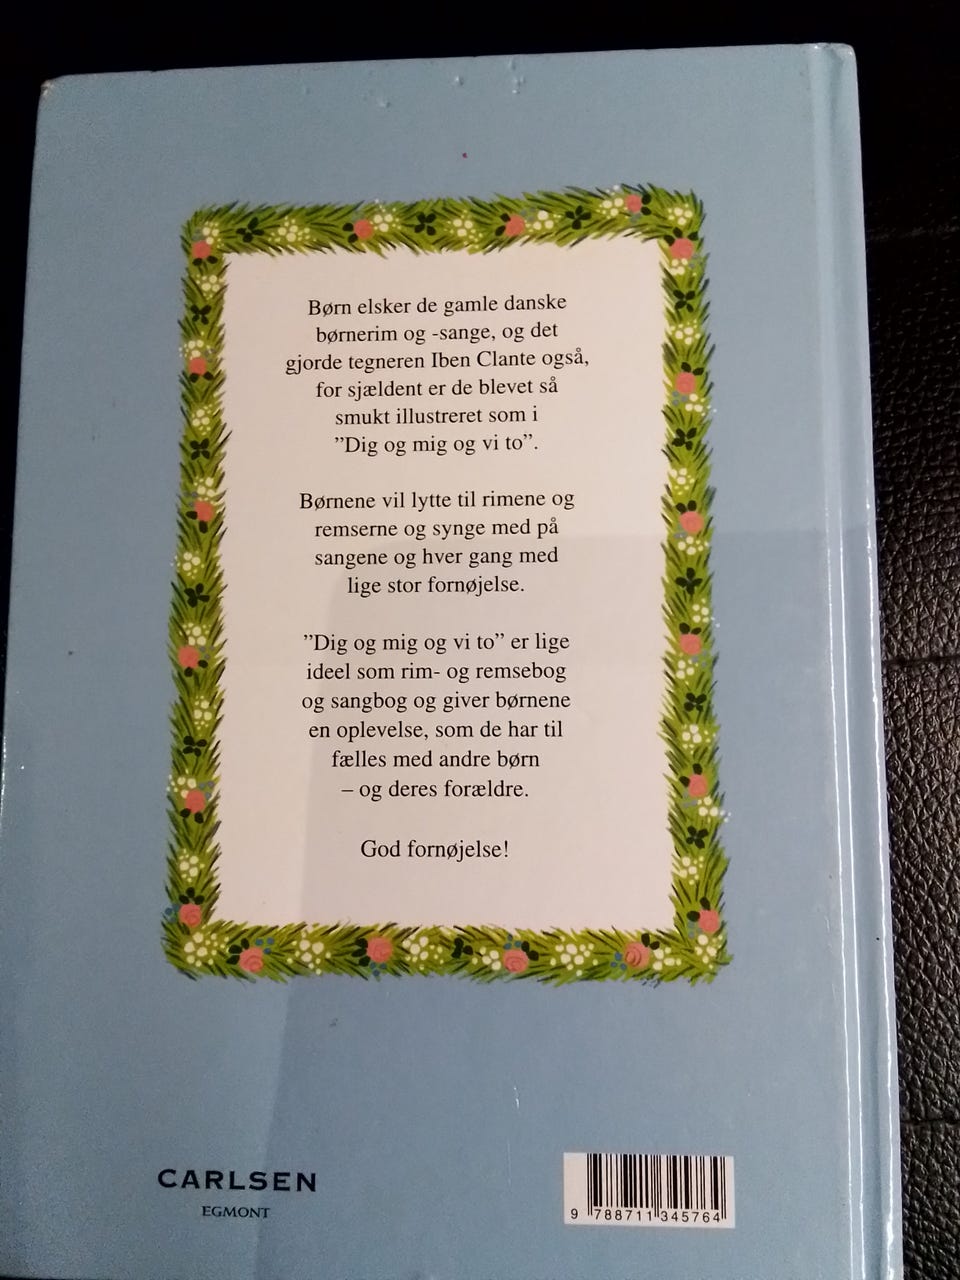 Børn elsker de gamle danske
børnerim og -sange, og det
gjorde tegneren Iben Clante også,
for sjældent er de blevet så
smukt illustreret som i
”Dig og mig og vi to”.
Børnene vil lytte til rimene og
remserne og synge med på
sangene og hver gang med
lige stor fornøjelse.
”Dig og mig og vi to” er lige
ideel som rim- og remsebog
og sangbog og giver børnene
en oplevelse, som de har til
fælles med andre børn
– og deres forældre.
God fornøjelse!
CARLSEN
EGMONT
9 788711 345764